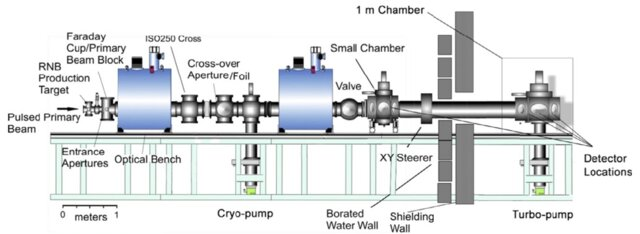 1 m Chamber
Faraday
Cup/Primary
Beam Block
ISO250 Cross
RNB
Production
Target
Cross-over
Aperture/Foil
Small Chamber
Valve
Pulsed Primary
Beam
Entrance
Apertures
Optical Bench
XY Steerer
Detector
Locations
0 meters 1
Cryo-pump
Borated
Water Wall
Shielding
Wall
Turbo-pump